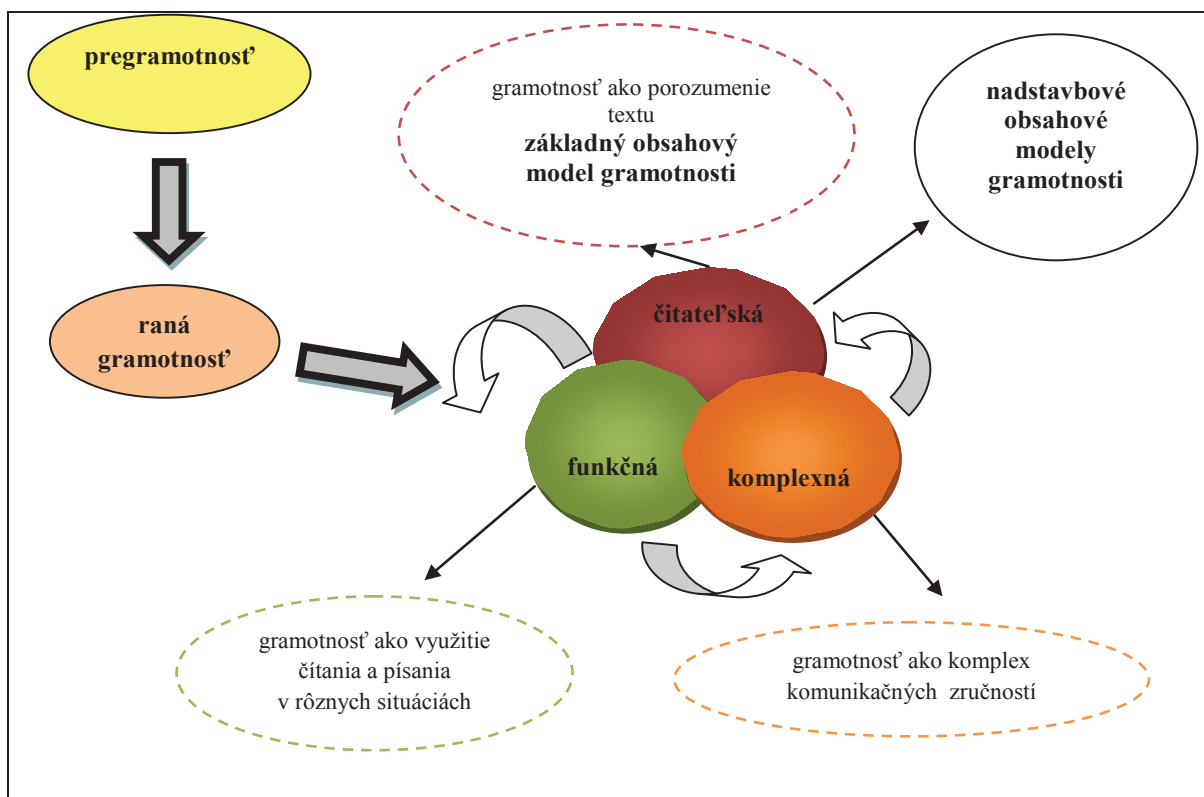 pregramotnosť
gramotnosť ako porozumenie
textu
základný obsahový
model gramotnosti
nadstavbové
obsahové
modely
gramotnosti
raná
gramotnosť
čitateľská
funkčná
komplexná
gramotnosť ako využitie
čítania a písania
v rôznych situáciách
gramotnosť ako komplex
komunikačných zručností